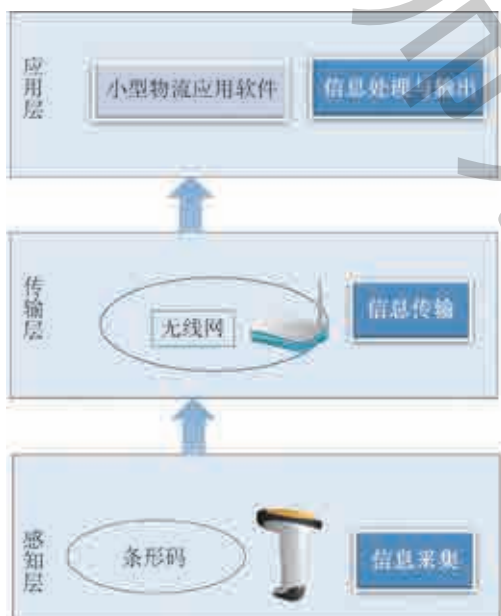 应用层
小型物流应用软件
信息处理与输出
传输层
无线网
信息传输
感知层
条形码
信息采集